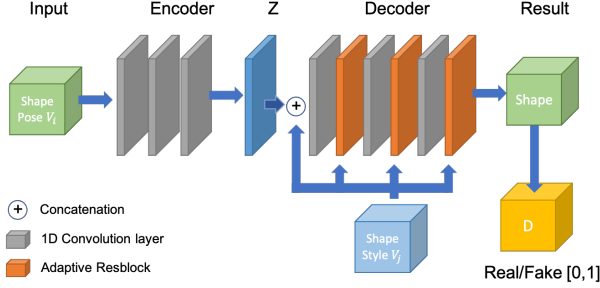 Input
Encoder
Z
Decoder
Result
Shape
Pose V_i
+
Shape
D
Shape
Style V_j
+ Concatenation
1D Convolution layer
Adaptive Resblock
Real/Fake [0,1]